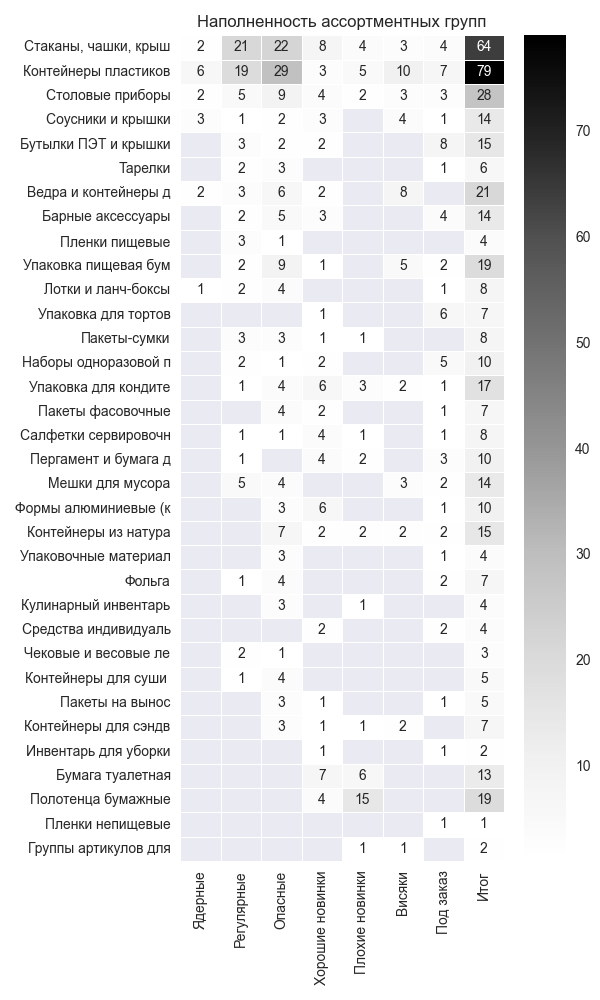 Наполненность ассортментных групп
Стаканы, чашки, крыш 2 21 22 8 4 3 4 64
Контейнеры пластиков 6 19 29 3 5 10 7 79
Столовые приборы 2 5 9 4 2 3 3 28
Соусники и крышки 3 1 2 3 4 1 14
Бутылки ПЭТ и крышки 3 2 2 8 15
Тарелки 2 3 1 6
Ведра и контейнеры д 2 3 6 2 8 21
Барные аксессуары 2 5 3 4 14
Пленки пищевые 3 1 4
Упаковка пищевая бум 2 9 1 5 2 19
Лотки и ланч-боксы 1 2 4 1 8
Упаковка для тортов 1 6 7
Пакеты-сумки 3 3 1 1 8
Наборы одноразовой п 2 1 2 5 10
Упаковка для кондите 1 4 6 3 2 1 17
Пакеты фасовочные 4 2 1 7
Салфетки сервировочн 1 1 4 1 1 8
Пергамент и бумага д 1 4 2 3 10
Мешки для мусора 5 4 3 2 14
Формы алюминиевые (к 3 6 1 10
Контейнеры из натура 7 2 2 2 2 15
Упаковочные материал 3 1 4
Фольга 1 4 2 7
Кулинарный инвентарь 3 1 4
Средства индивидуаль 2 2 4
Чековые и весовые ле 2 1 3
Контейнеры для суши 1 4 5
Пакеты на вынос 3 1 1 5
Контейнеры для сэндв 3 1 1 2 7
Инвентарь для уборки 1 1 2
Бумага туалетная 7 6 13
Полотенца бумажные 4 15 19
Пленки непищевые 1 1
Группы артикулов для 1 1 2
Ядерные
Регулярные
Опасные
Хорошие новинки
Плохие новинки
Висяки
Под заказ
Итог
70
60
50
40
30
20
10